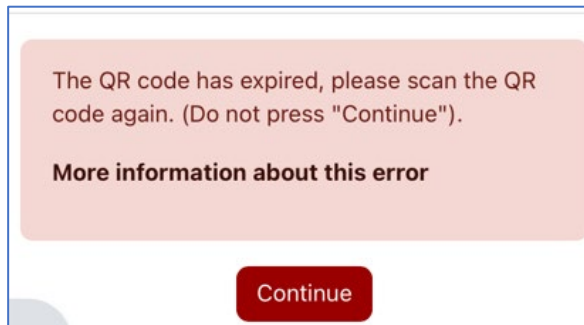 The QR code has expired, please scan the QR
code again. (Do not press "Continue").
More information about this error
Continue